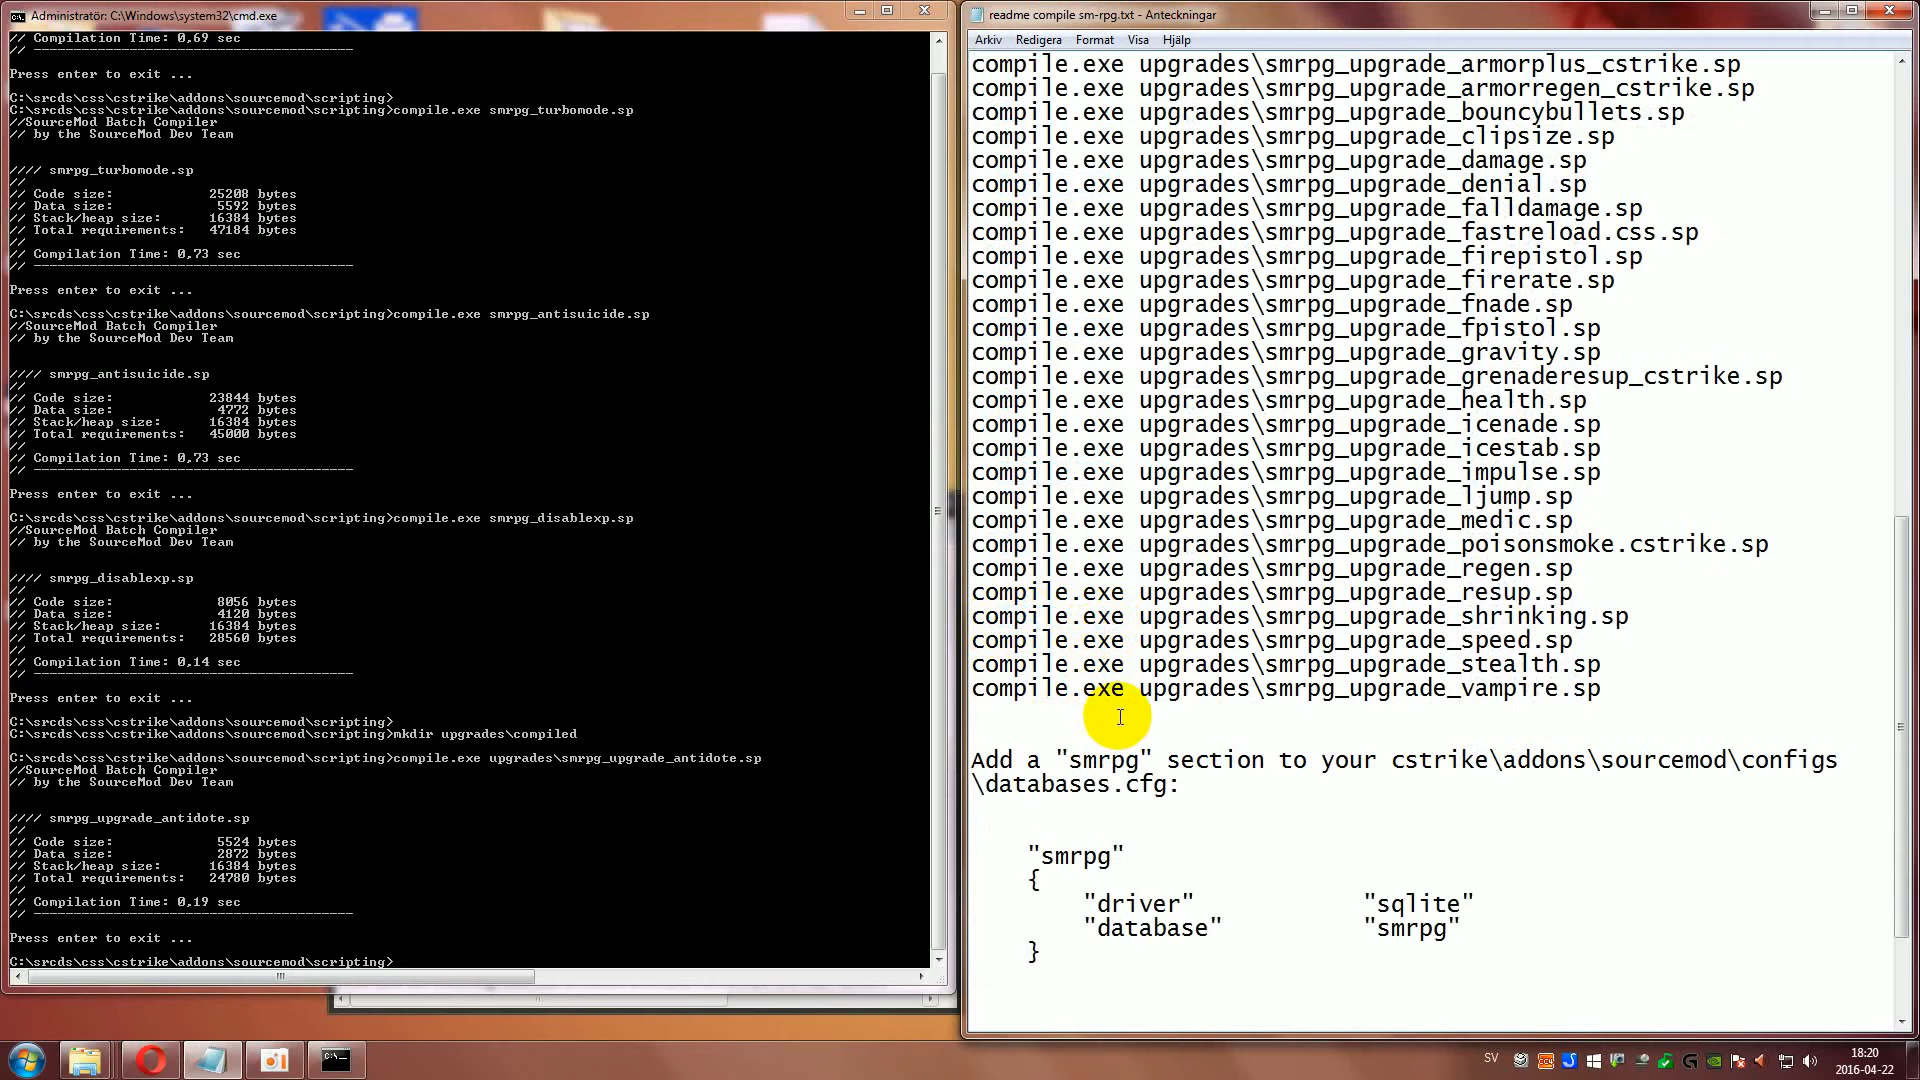 Administratör: C:\Windows\system32\cmd.exe
// Compilation Time: 0,69 sec
// ----------------------------------------
Press enter to exit ...
C:\srcds\css\cstrike\addons\sourcemod\scripting>
C:\srcds\css\cstrike\addons\sourcemod\scripting>compile.exe smrpg_turbomode.sp
//SourceMod Batch Compiler
// by the SourceMod Dev Team
//// smrpg_turbomode.sp
//
// Code size: 25208 bytes
// Data size: 5592 bytes
// Stack/heap size: 16384 bytes
// Total requirements: 47184 bytes
//
// Compilation Time: 0,73 sec
// ----------------------------------------
Press enter to exit ...
C:\srcds\css\cstrike\addons\sourcemod\scripting>compile.exe smrpg_antisuicide.sp
//SourceMod Batch Compiler
// by the SourceMod Dev Team
//// smrpg_antisuicide.sp
//
// Code size: 23844 bytes
// Data size: 4772 bytes
// Stack/heap size: 16384 bytes
// Total requirements: 45000 bytes
//
// Compilation Time: 0,73 sec
// ----------------------------------------
Press enter to exit ...
C:\srcds\css\cstrike\addons\sourcemod\scripting>compile.exe smrpg_disablexp.sp
//SourceMod Batch Compiler
// by the SourceMod Dev Team
//// smrpg_disablexp.sp
//
// Code size: 8056 bytes
// Data size: 4120 bytes
// Stack/heap size: 16384 bytes
// Total requirements: 28560 bytes
//
// Compilation Time: 0,14 sec
// ----------------------------------------
Press enter to exit ...
C:\srcds\css\cstrike\addons\sourcemod\scripting>
C:\srcds\css\cstrike\addons\sourcemod\scripting>mkdir upgrades\compiled
C:\srcds\css\cstrike\addons\sourcemod\scripting>compile.exe upgrades\smrpg_upgrade_antidote.sp
//SourceMod Batch Compiler
// by the SourceMod Dev Team
//// smrpg_upgrade_antidote.sp
//
// Code size: 5524 bytes
// Data size: 2872 bytes
// Stack/heap size: 16384 bytes
// Total requirements: 24780 bytes
//
// Compilation Time: 0,19 sec
// ----------------------------------------
Press enter to exit ...
C:\srcds\css\cstrike\addons\sourcemod\scripting>
readme compile sm-rpg.txt - Anteckningar
Arkiv Redigera Format Visa Hjälp
compile.exe upgrades\smrpg_upgrade_armorplus_cstrike.sp
compile.exe upgrades\smrpg_upgrade_armorregen_cstrike.sp
compile.exe upgrades\smrpg_upgrade_bouncybullets.sp
compile.exe upgrades\smrpg_upgrade_clipsize.sp
compile.exe upgrades\smrpg_upgrade_damage.sp
compile.exe upgrades\smrpg_upgrade_denial.sp
compile.exe upgrades\smrpg_upgrade_falldamage.sp
compile.exe upgrades\smrpg_upgrade_fastreload.css.sp
compile.exe upgrades\smrpg_upgrade_firepistol.sp
compile.exe upgrades\smrpg_upgrade_firerate.sp
compile.exe upgrades\smrpg_upgrade_fnade.sp
compile.exe upgrades\smrpg_upgrade_fpistol.sp
compile.exe upgrades\smrpg_upgrade_gravity.sp
compile.exe upgrades\smrpg_upgrade_grenaderesup_cstrike.sp
compile.exe upgrades\smrpg_upgrade_health.sp
compile.exe upgrades\smrpg_upgrade_icenade.sp
compile.exe upgrades\smrpg_upgrade_icestab.sp
compile.exe upgrades\smrpg_upgrade_impulse.sp
compile.exe upgrades\smrpg_upgrade_ljump.sp
compile.exe upgrades\smrpg_upgrade_medic.sp
compile.exe upgrades\smrpg_upgrade_poisonsmoke.cstrike.sp
compile.exe upgrades\smrpg_upgrade_regen.sp
compile.exe upgrades\smrpg_upgrade_resup.sp
compile.exe upgrades\smrpg_upgrade_shrinking.sp
compile.exe upgrades\smrpg_upgrade_speed.sp
compile.exe upgrades\smrpg_upgrade_stealth.sp
compile.exe upgrades\smrpg_upgrade_vampire.sp
Add a "smrpg" section to your cstrike\addons\sourcemod\configs
\databases.cfg:
"smrpg"
{
"driver" "sqlite"
"database" "smrpg"
}
SV
18:20
2016-04-22